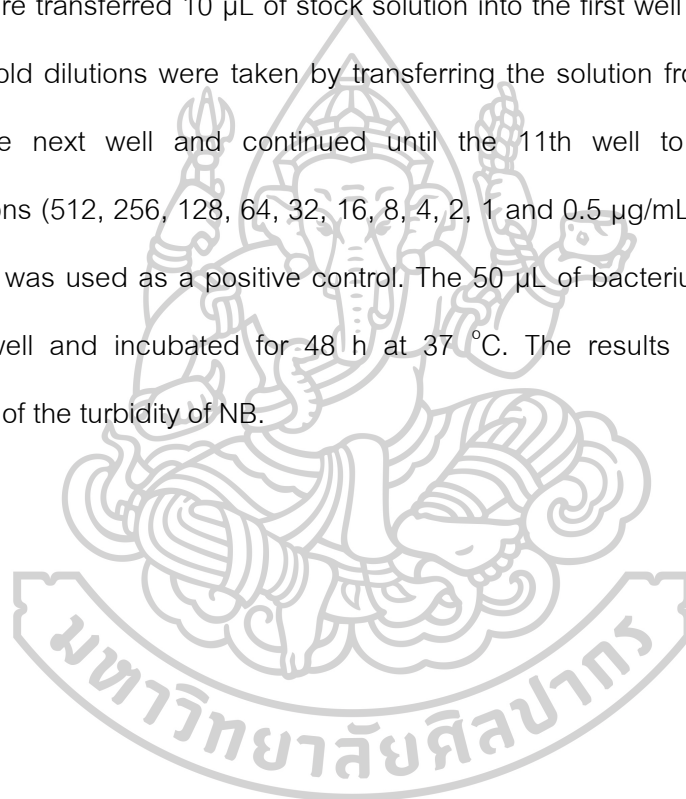 re transferred 10 µL of stock solution into the first well
old dilutions were taken by transferring the solution fro
e next well and continued until the 11th well to
ns (512, 256, 128, 64, 32, 16, 8, 4, 2, 1 and 0.5 µg/mL
was used as a positive control. The 50 µL of bacteriu
vell and incubated for 48 h at 37 °C. The results
of the turbidity of NB.
มหาวิทยาลัยศิลปากร